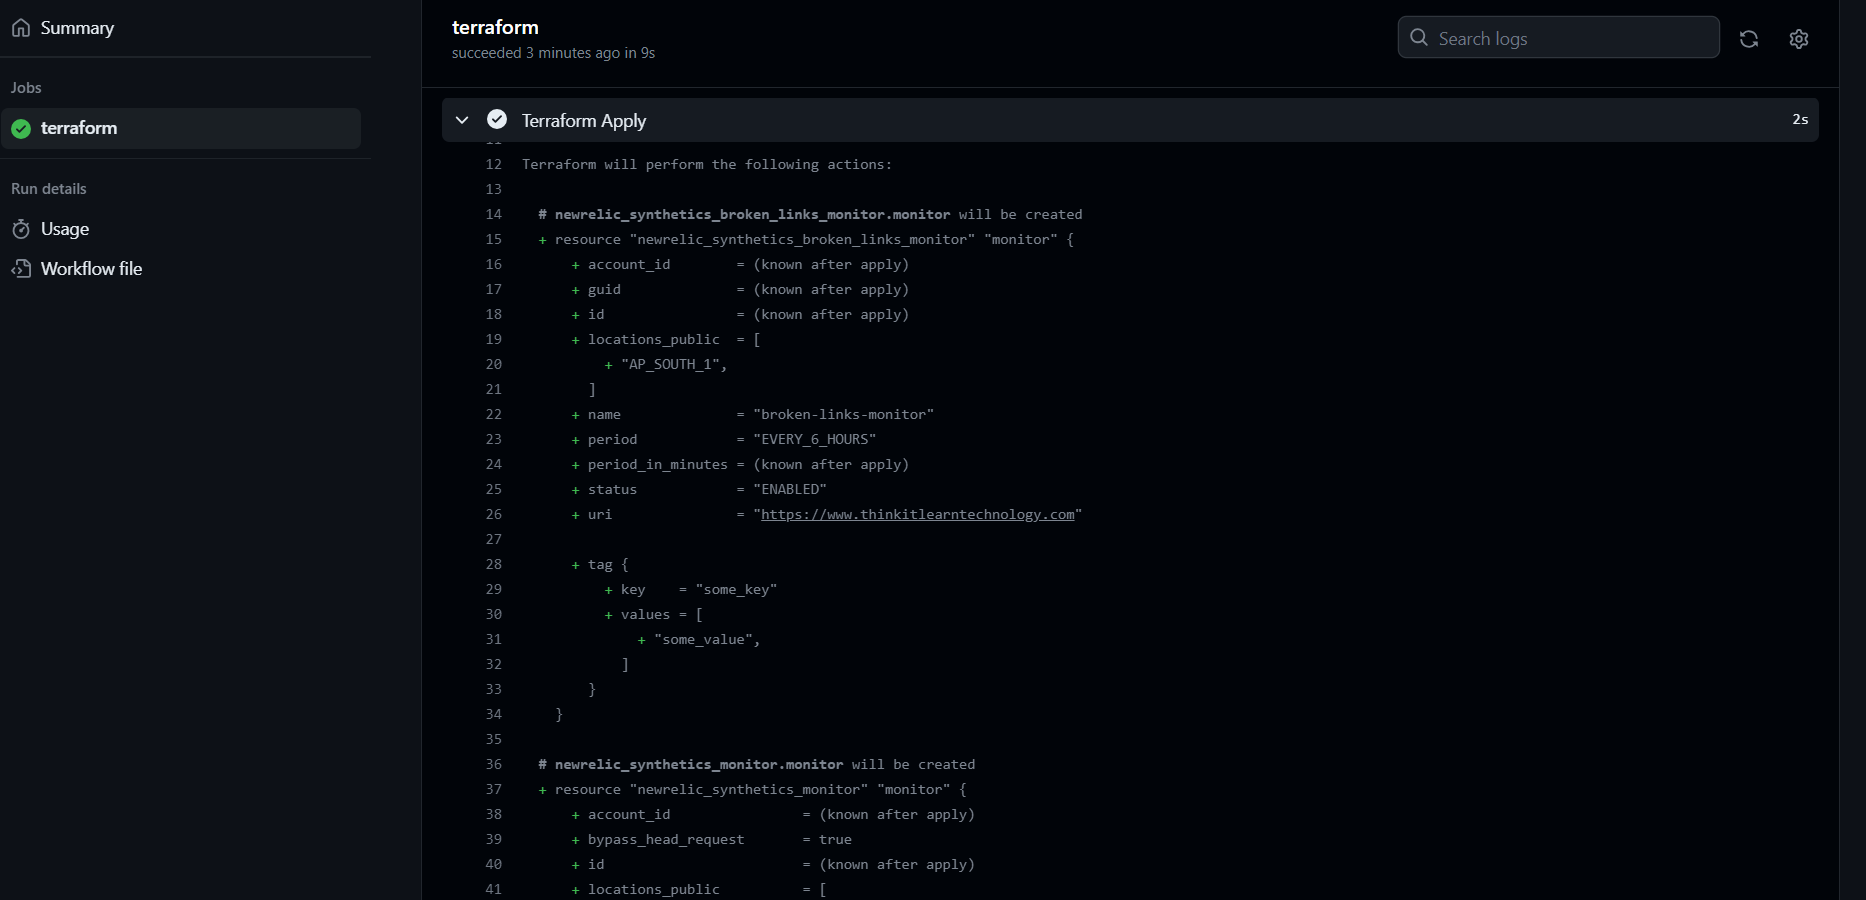 Summary
Jobs
terraform
Run details
Usage
Workflow file
terraform
succeeded 3 minutes ago in 9s
Search logs
Terraform Apply 2s
12 Terraform will perform the following actions:
13
14 # newrelic_synthetics_broken_links_monitor.monitor will be created
15 + resource "newrelic_synthetics_broken_links_monitor" "monitor" {
16 + account_id = (known after apply)
17 + guid = (known after apply)
18 + id = (known after apply)
19 + locations_public = [
20 + "AP_SOUTH_1",
21 ]
22 + name = "broken-links-monitor"
23 + period = "EVERY_6_HOURS"
24 + period_in_minutes = (known after apply)
25 + status = "ENABLED"
26 + uri = "https://www.thinkitlearntechnology.com"
27
28 + tag {
29 + key = "some_key"
30 + values = [
31 + "some_value",
32 ]
33 }
34 }
35
36 # newrelic_synthetics_monitor.monitor will be created
37 + resource "newrelic_synthetics_monitor" "monitor" {
38 + account_id = (known after apply)
39 + bypass_head_request = true
40 + id = (known after apply)
41 + locations_public = [